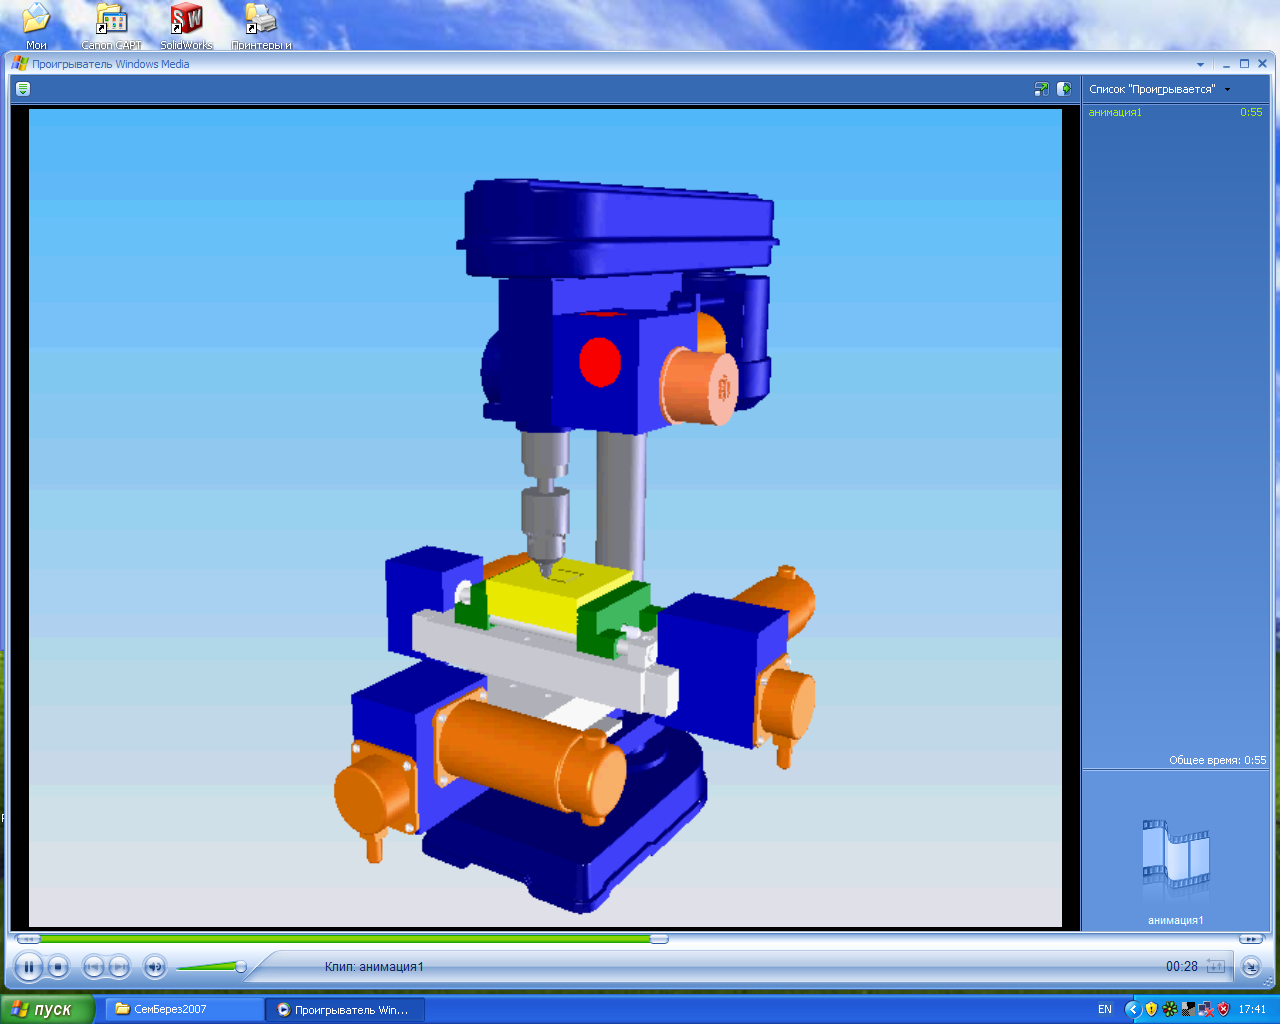 Мои
Canon CAPT
SolidWorks
Принтеры и
Проигрыватель Windows Media
Список "Проигрывается"
анимация1 0:55
Общее время: 0:55
анимация1
Клип: анимация1
00:28
пуск
СемБерез2007
Проигрыватель Win...
EN
17:41